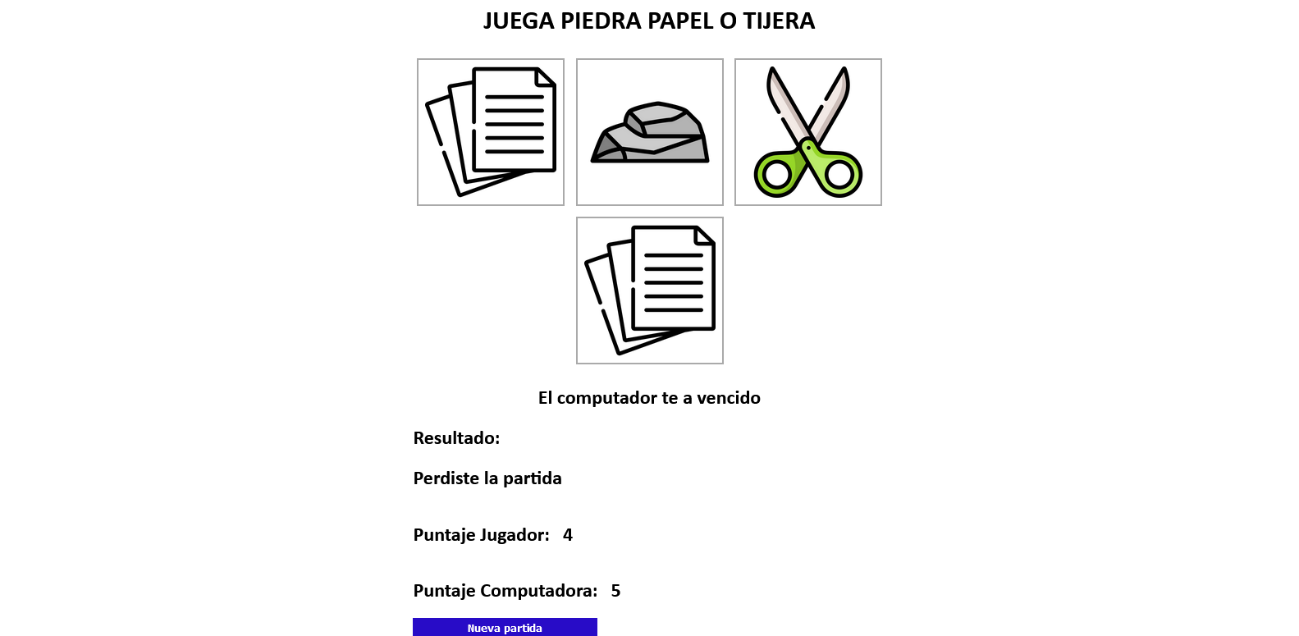 JUEGA PIEDRA PAPEL O TIJERA
El computador te a vencido
Resultado:
Perdiste la partida
Puntaje Jugador: 4
Puntaje Computadora: 5
Nueva partida